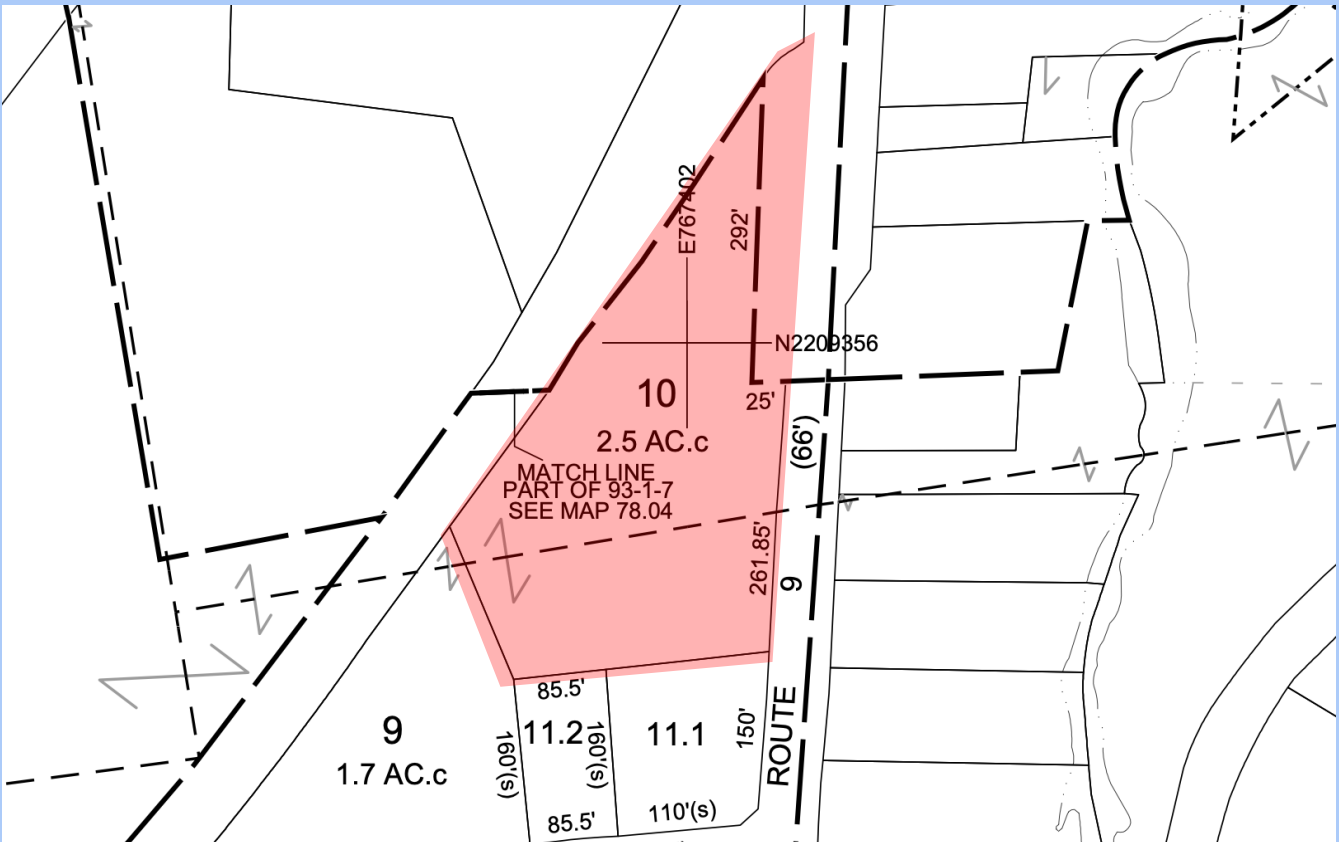 E767402
292'
N2209356
10
25'
2.5 AC.c
(66')
MATCH LINE
PART OF 93-1-7
SEE MAP 78.04
261.85'
9
85.5'
9
11.2
11.1
150'
ROUTE
160'(s)
160'(s)
1.7 AC.c
85.5'
110'(s)